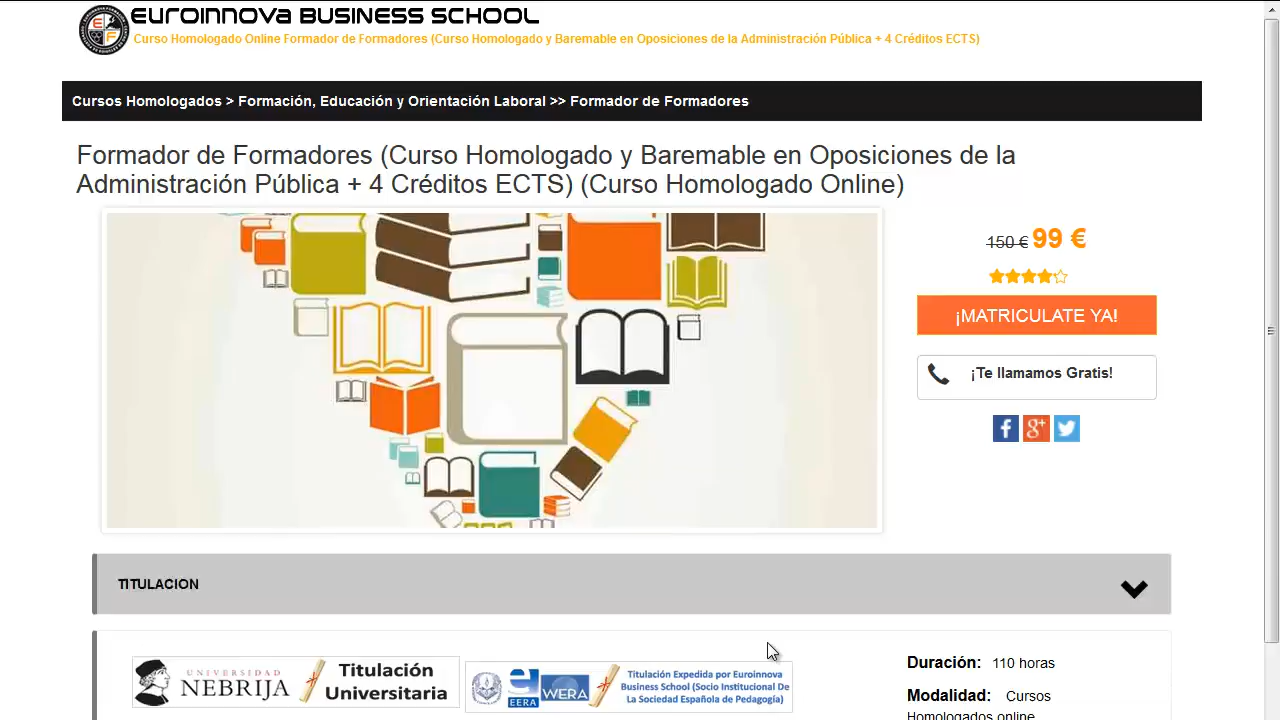 EUROINNOVA BUSINESS SCHOOL
Curso Homologado Online Formador de Formadores (Curso Homologado y Baremable en Oposiciones de la Administración Pública + 4 Créditos ECTS)
Cursos Homologados > Formación, Educación y Orientación Laboral >> Formador de Formadores
Formador de Formadores (Curso Homologado y Baremable en Oposiciones de la
Administración Pública + 4 Créditos ECTS) (Curso Homologado Online)
150 € 99 €
¡MATRICULATE YA!
¡Te llamamos Gratis!
TITULACION
UNIVERSIDAD
NEBRIJA
Titulación
Universitaria
EERA
WERA
Titulación Expedida por Euroinnova
Business School (Socio Institucional De
La Sociedad Española de Pedagogía)
Duración: 110 horas
Modalidad: Cursos
Homologados online